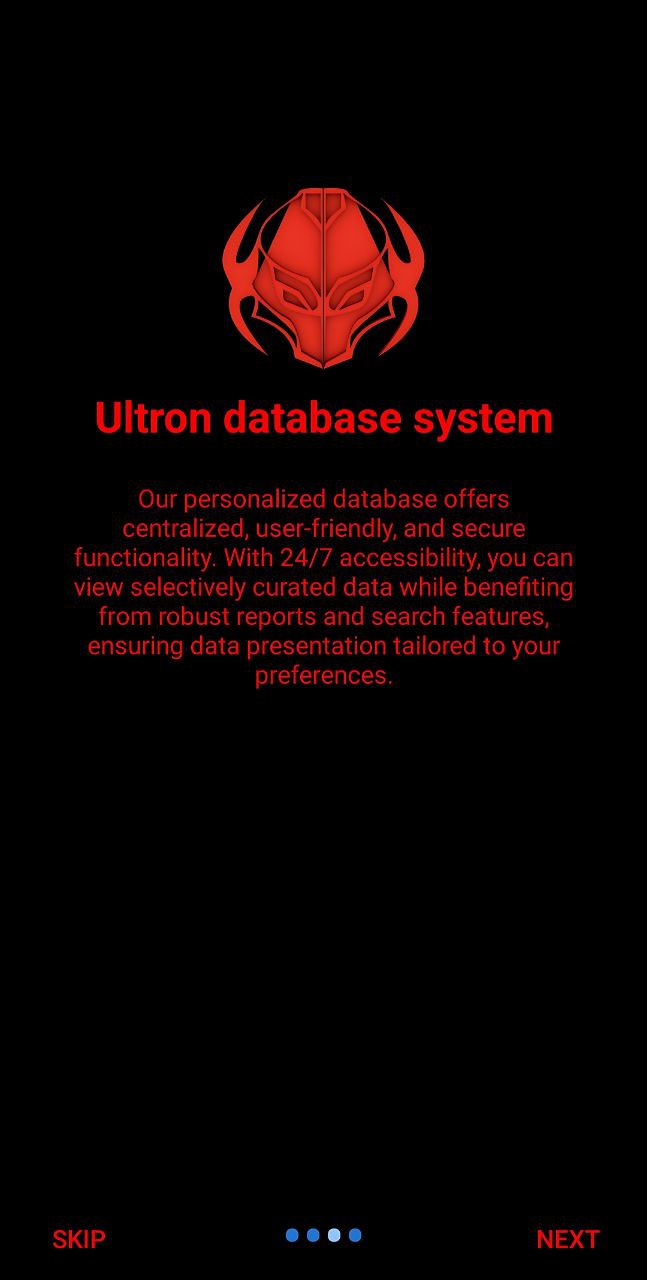 Ultron database system
Our personalized database offers
centralized, user-friendly, and secure
functionality. With 24/7 accessibility, you can
view selectively curated data while benefiting
from robust reports and search features,
ensuring data presentation tailored to your
preferences.
SKIP
NEXT